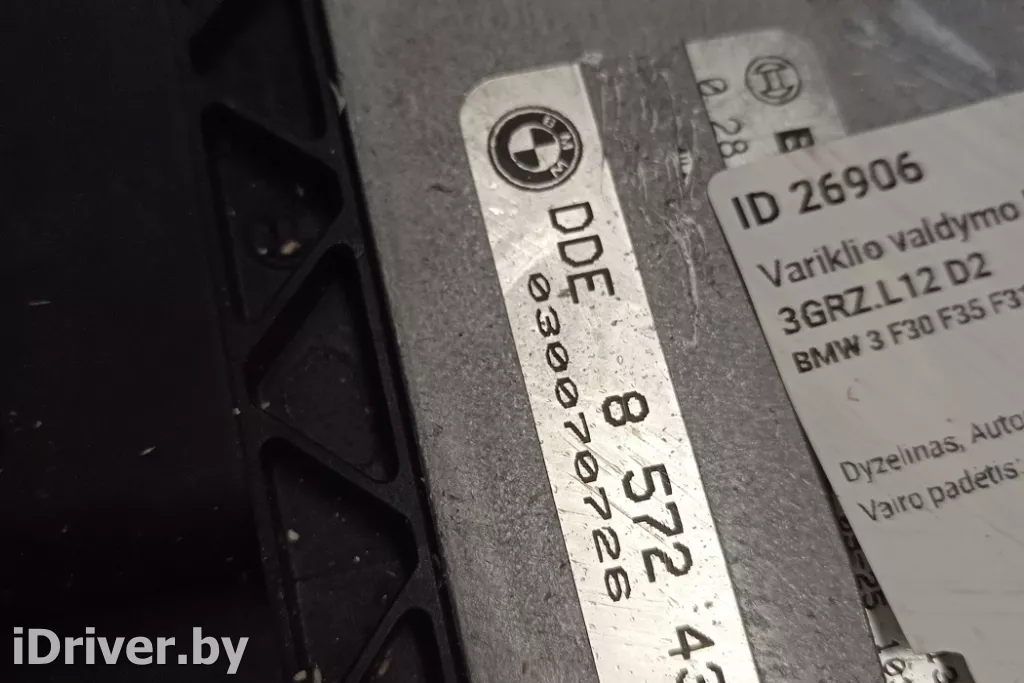 BMW
DDE 8 572 43
0300070726
0 28
ID 26906
Variklio valdymo
3GRZ.L12 D2
BMW 3 F30 F35 F31
Dyzelinas, Auto
Vairo padėtis:
iDriver.by